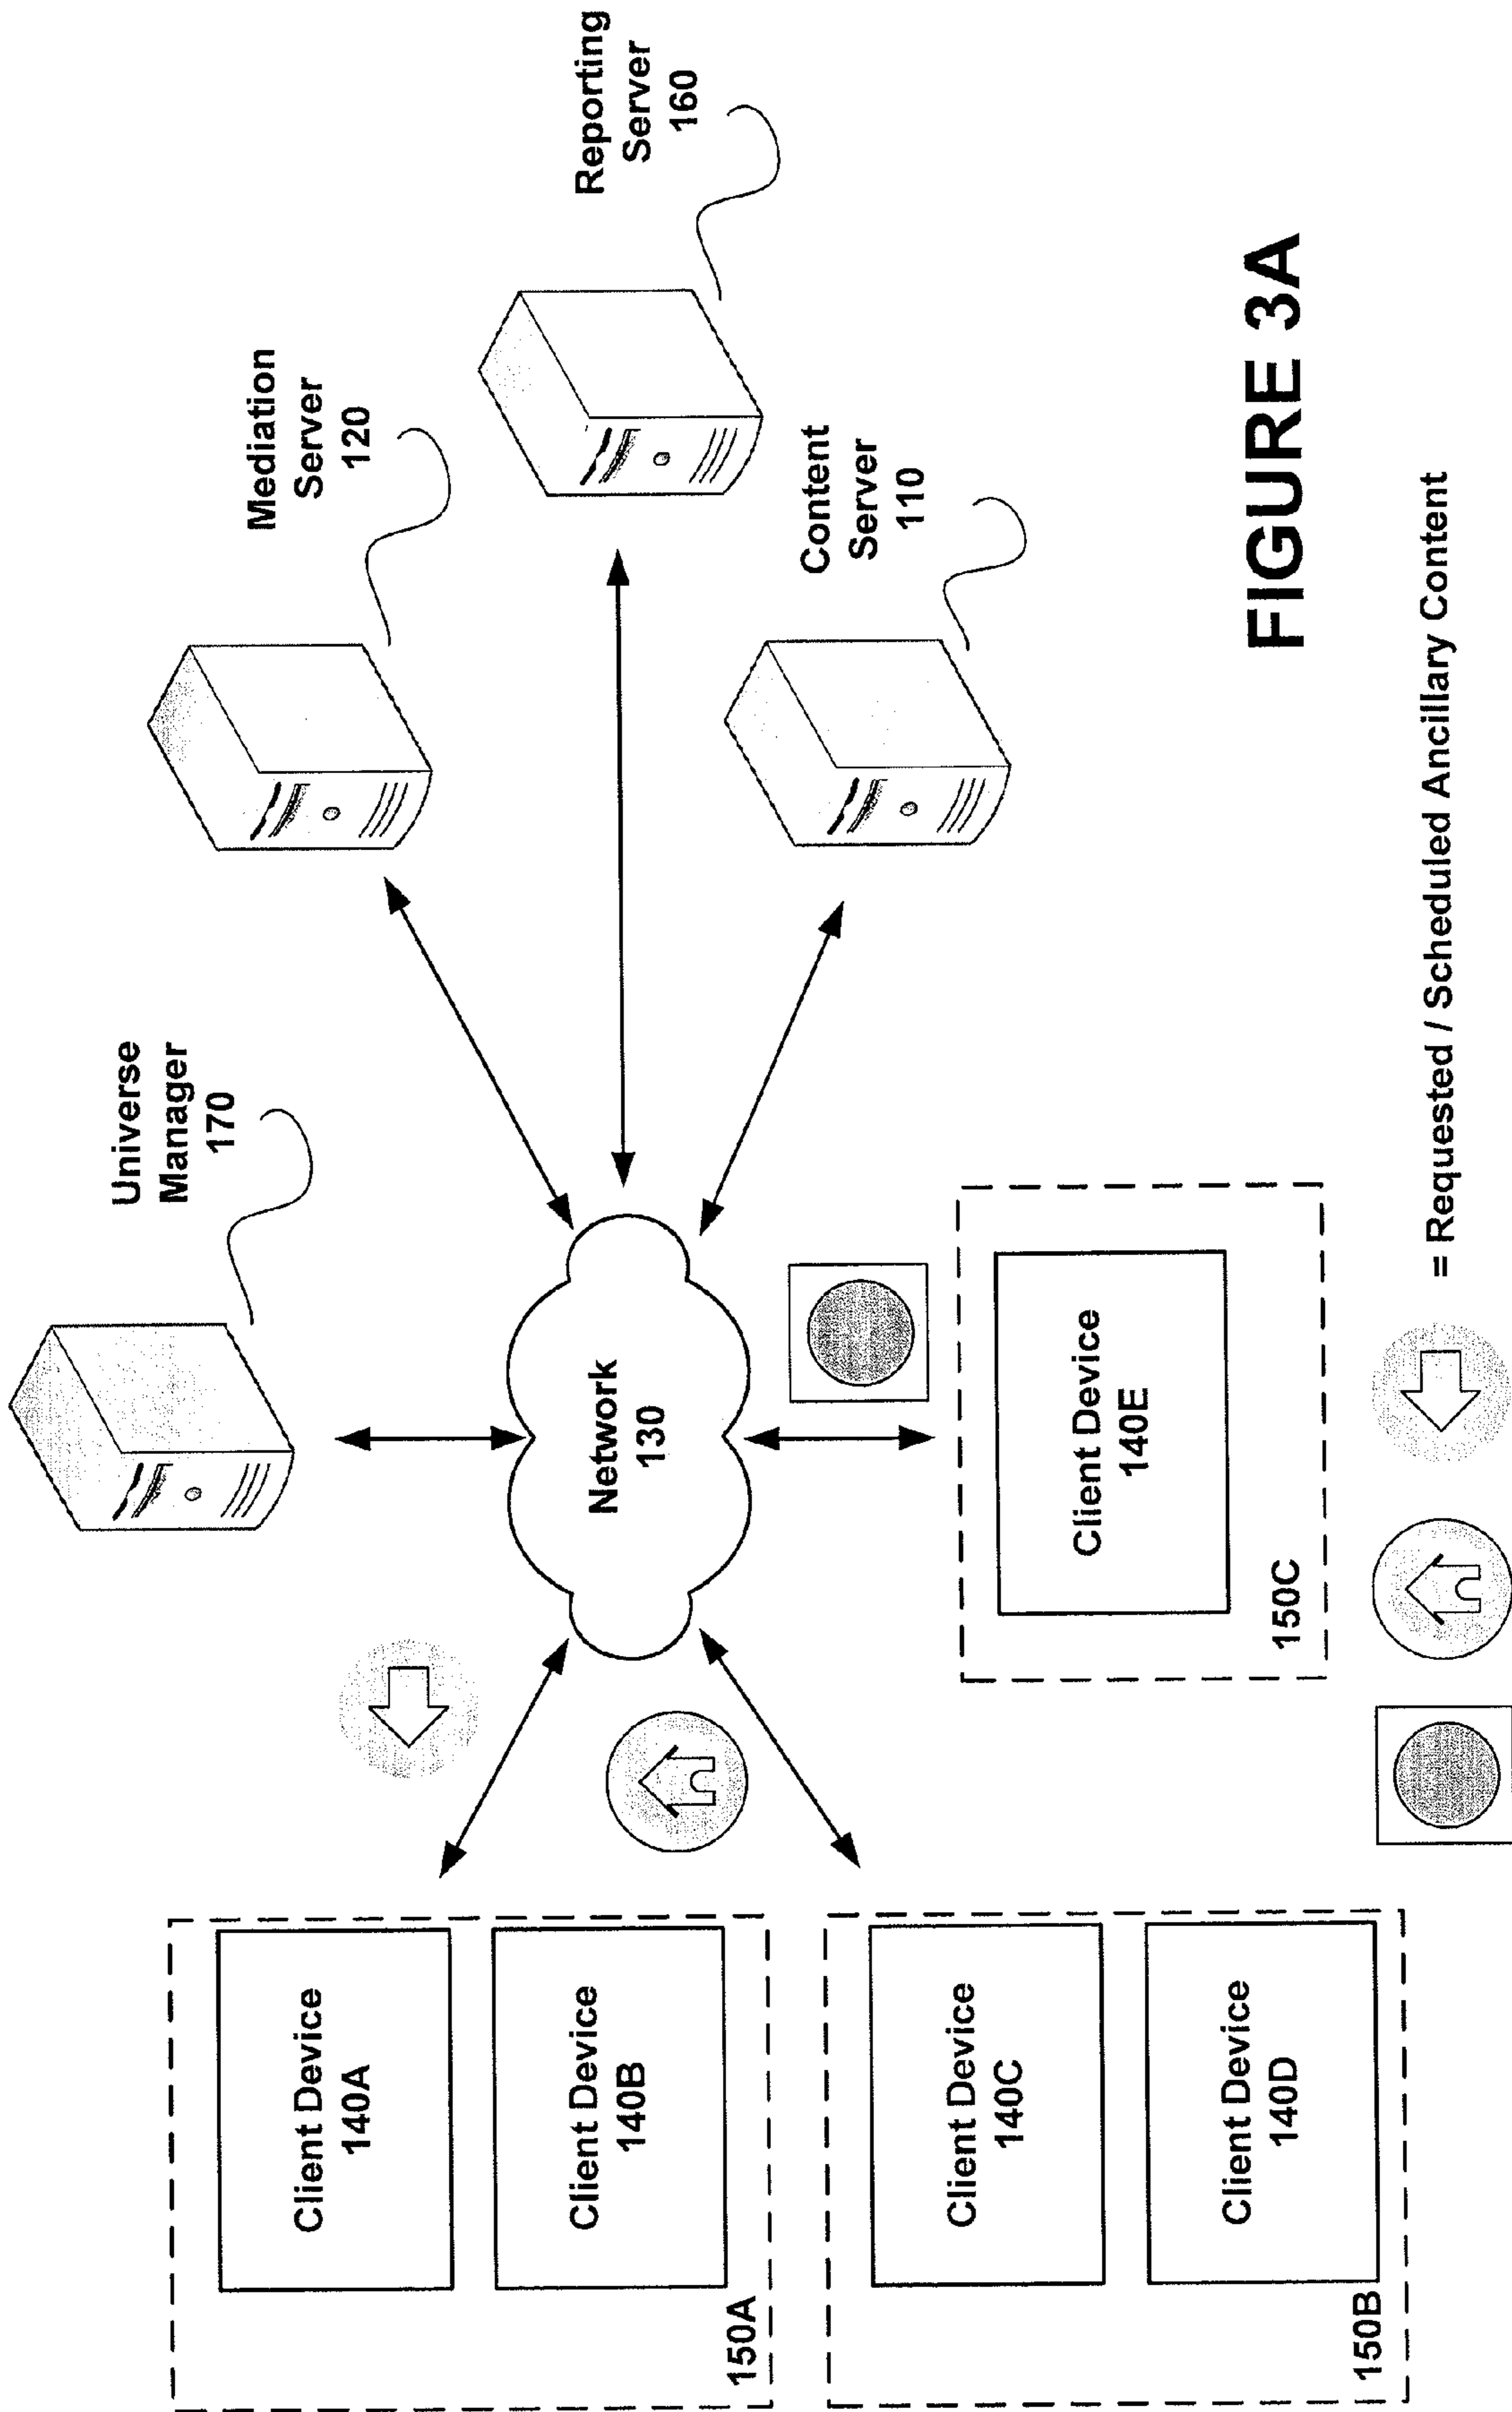 Universe
Manager
170
Mediation
Server
120
Reporting
Server
160
Content
Server
110
Network
130
Client Device
140A
Client Device
140B
150A
Client Device
140C
Client Device
140D
150B
Client Device
140E
150C
= Requested / Scheduled Ancillary Content
FIGURE 3A